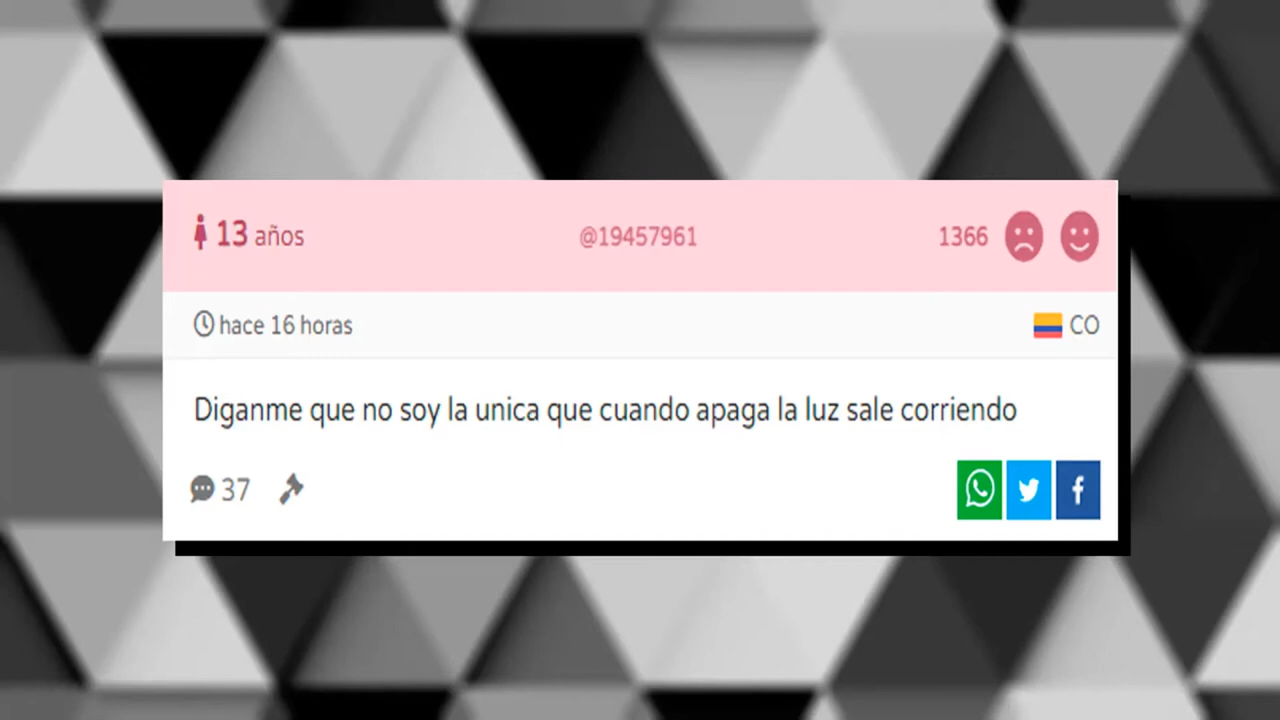 13 años @19457961 1366
hace 16 horas CO
Diganme que no soy la unica que cuando apaga la luz sale corriendo
37